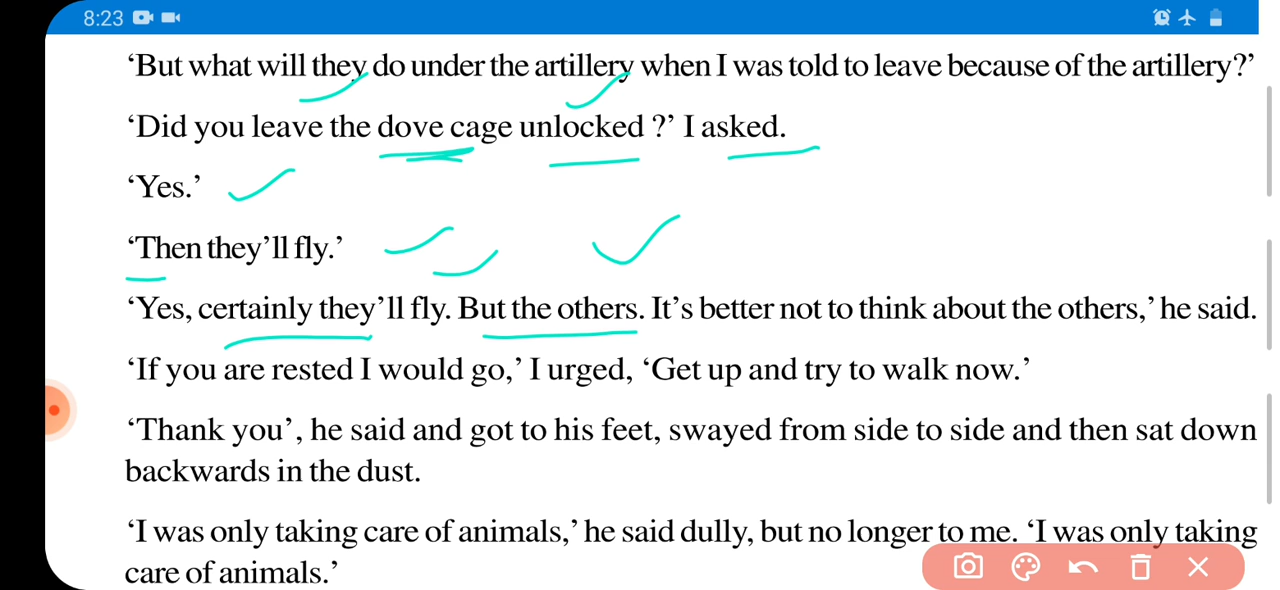 8:23
‘But what will they do under the artillery when I was told to leave because of the artillery?’
‘Did you leave the dove cage unlocked ?’ I asked.
‘Yes.’
‘Then they’ll fly.’
‘Yes, certainly they’ll fly. But the others. It’s better not to think about the others,’ he said.
‘If you are rested I would go,’ I urged, ‘Get up and try to walk now.’
‘Thank you’, he said and got to his feet, swayed from side to side and then sat down
backwards in the dust.
‘I was only taking care of animals,’ he said dully, but no longer to me. ‘I was only taking
care of animals.’